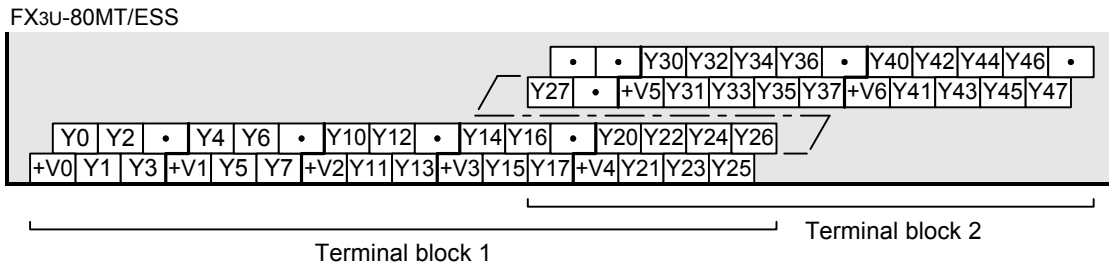 FX3U-80MT/ESS
• • Y30 Y32 Y34 Y36 • Y40 Y42 Y44 Y46 •
Y27 • +V5 Y31 Y33 Y35 Y37 +V6 Y41 Y43 Y45 Y47
Y0 Y2 • Y4 Y6 • Y10 Y12 • Y14 Y16 • Y20 Y22 Y24 Y26
+V0 Y1 Y3 +V1 Y5 Y7 +V2 Y11 Y13 +V3 Y15 Y17 +V4 Y21 Y23 Y25
Terminal block 2
Terminal block 1